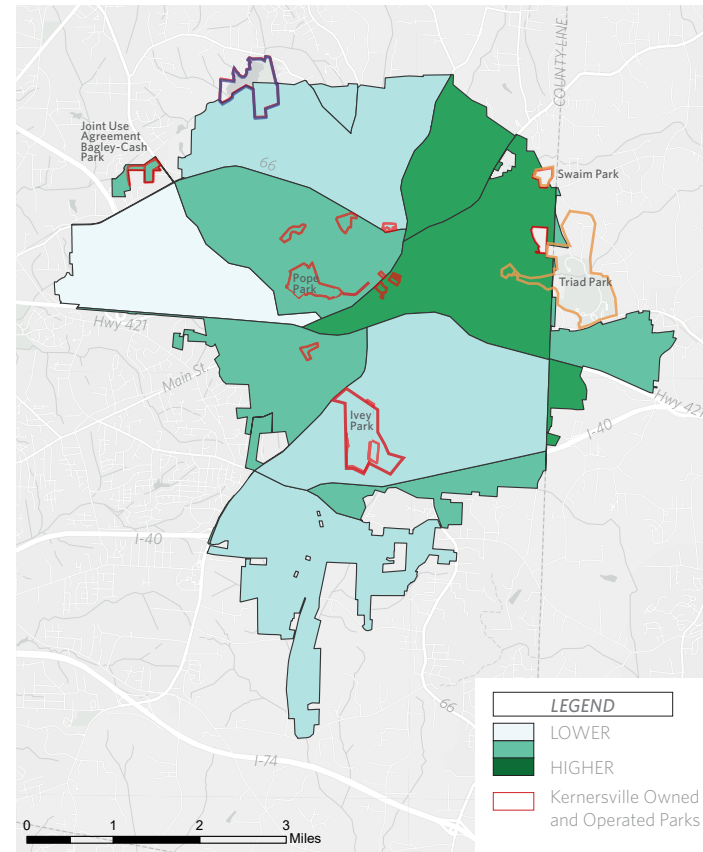 COUNTY LINE
Joint Use
Agreement
Bagley-Cash
Park
66
Swaim Park
Pope
Park
Triad Park
Hwy 421
Main St.
Hwy 421
Ivey
Park
I-40
I-40
66
I-74
LEGEND
LOWER
HIGHER
Kernersville Owned
and Operated Parks
0 1 2 3
Miles